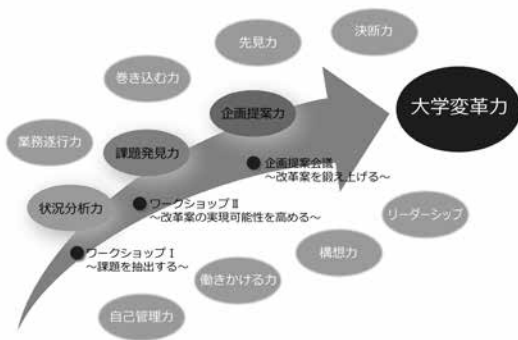 決断力
先見力
巻き込む力
大学変革力
企画提案力
業務遂行力
課題発見力
企画提案会議
～改革案を鍛え上げる～
状況分析力
ワークショップⅡ
～改革案の実現可能性を高める～
リーダーシップ
ワークショップⅠ
～課題を抽出する～
構想力
働きかける力
自己管理力